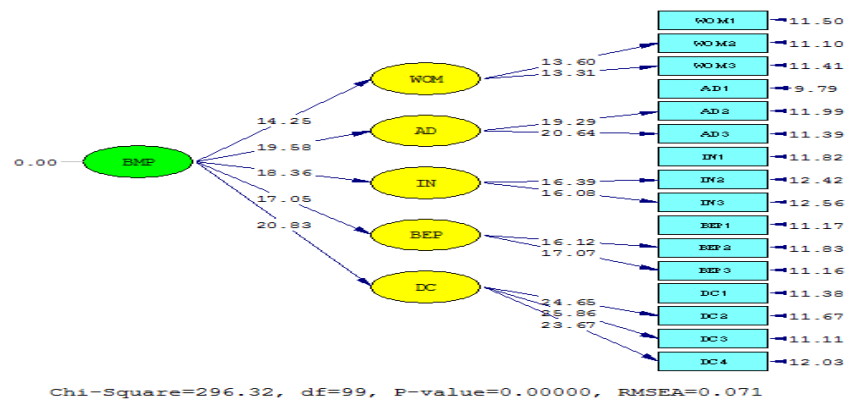 WOM1 11.50
WOM2 11.10
13.60
WOM3 11.41
13.31
WOM
AD1 9.79
14.25
AD2 11.99
19.29
AD
AD3 11.39
20.64
19.58
IN1 11.82
0.00 BMP
18.36
IN
IN2 12.42
16.39
IN3 12.56
16.08
17.05
BEP1 11.17
20.83
BEP
BEP2 11.83
16.12
BEP3 11.16
17.07
DC
DC1 11.38
24.65
DC2 11.67
25.86
DC3 11.11
23.67
DC4 12.03
Chi-Square=296.32, df=99, P-value=0.00000, RMSEA=0.071